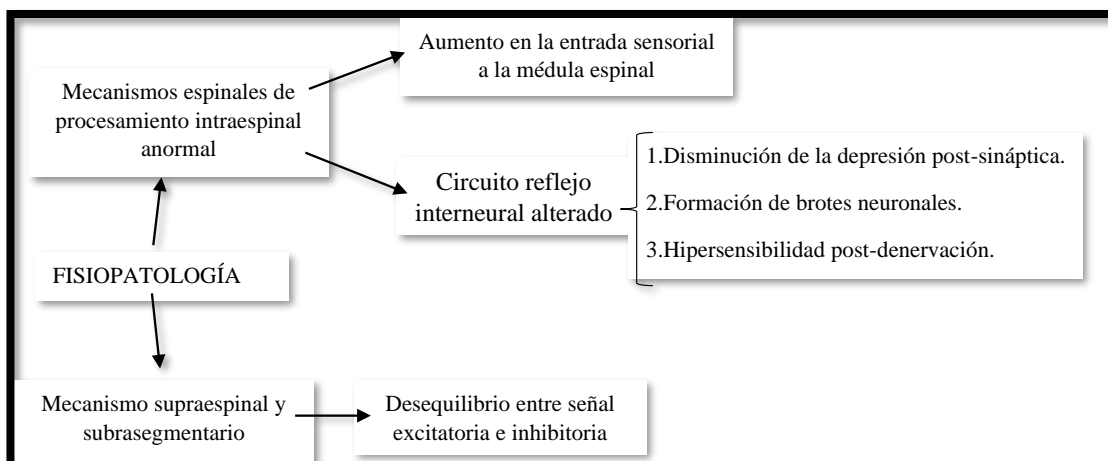 Aumento en la entrada sensorial
a la médula espinal
Mecanismos espinales de
procesamiento intraespinal
anormal
Circuito reflejo
interneural alterado
1.Disminución de la depresión post-sináptica.
2.Formación de brotes neuronales.
3.Hipersensibilidad post-denervación.
FISIOPATOLOGÍA
Mecanismo supraespinal y
subrasegmentario
Desequilibrio entre señal
excitatoria e inhibitoria